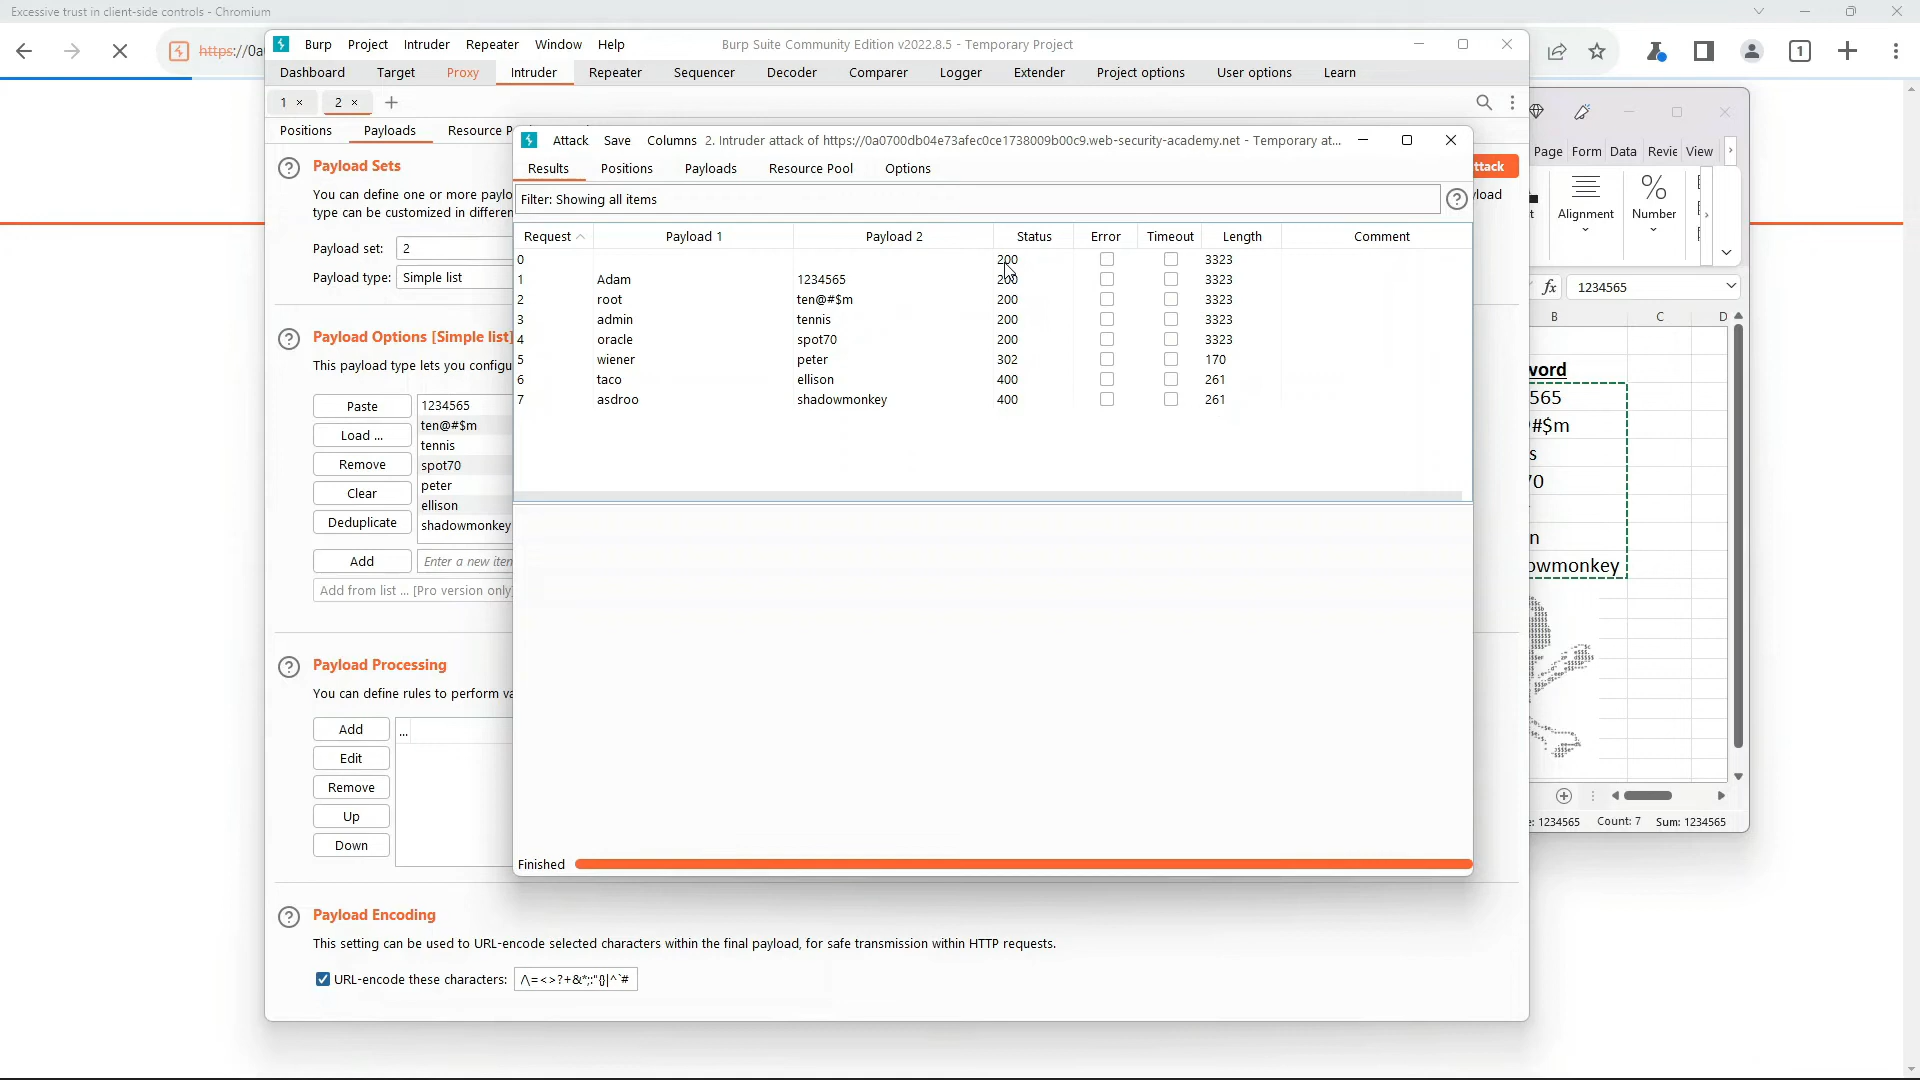 Excessive trust in client-side controls - Chromium
https://0a
1
Burp Project Intruder Repeater Window Help Burp Suite Community Edition v2022.8.5 - Temporary Project
Dashboard Target Proxy Intruder Repeater Sequencer Decoder Comparer Logger Extender Project options User options Learn
1 × 2 × +
Positions Payloads Resource P
Attack Save Columns 2. Intruder attack of https://0a0700db04e73afec0ce1738009b00c9.web-security-academy.net - Temporary at...
Results Positions Payloads Resource Pool Options
Filter: Showing all items
Request Payload 1 Payload 2 Status Error Timeout Length Comment
0 200 3323
1 Adam 1234565 200 3323
2 root ten@#$m 200 3323
3 admin tennis 200 3323
4 oracle spot70 200 3323
5 wiener peter 302 170
6 taco ellison 400 261
7 asdroo shadowmonkey 400 261
Finished
Payload Sets
You can define one or more paylo
type can be customized in differen
Payload set: 2
Payload type: Simple list
Payload Options [Simple list]
This payload type lets you configu
Paste
Load ...
Remove
Clear
Deduplicate
1234565
ten@#$m
tennis
spot70
peter
ellison
shadowmonkey
Add Enter a new iten
Add from list ... [Pro version only]
Payload Processing
You can define rules to perform va
Add
Edit
Remove
Up
Down
...
Payload Encoding
This setting can be used to URL-encode selected characters within the final payload, for safe transmission within HTTP requests.
URL-encode these characters:
ttack
yload
Page Form Data Revie View
t Alignment % Number
fx 1234565
B C D
word
565
#$m
s
70
n
owmonkey
e: 1234565 Count: 7 Sum: 1234565